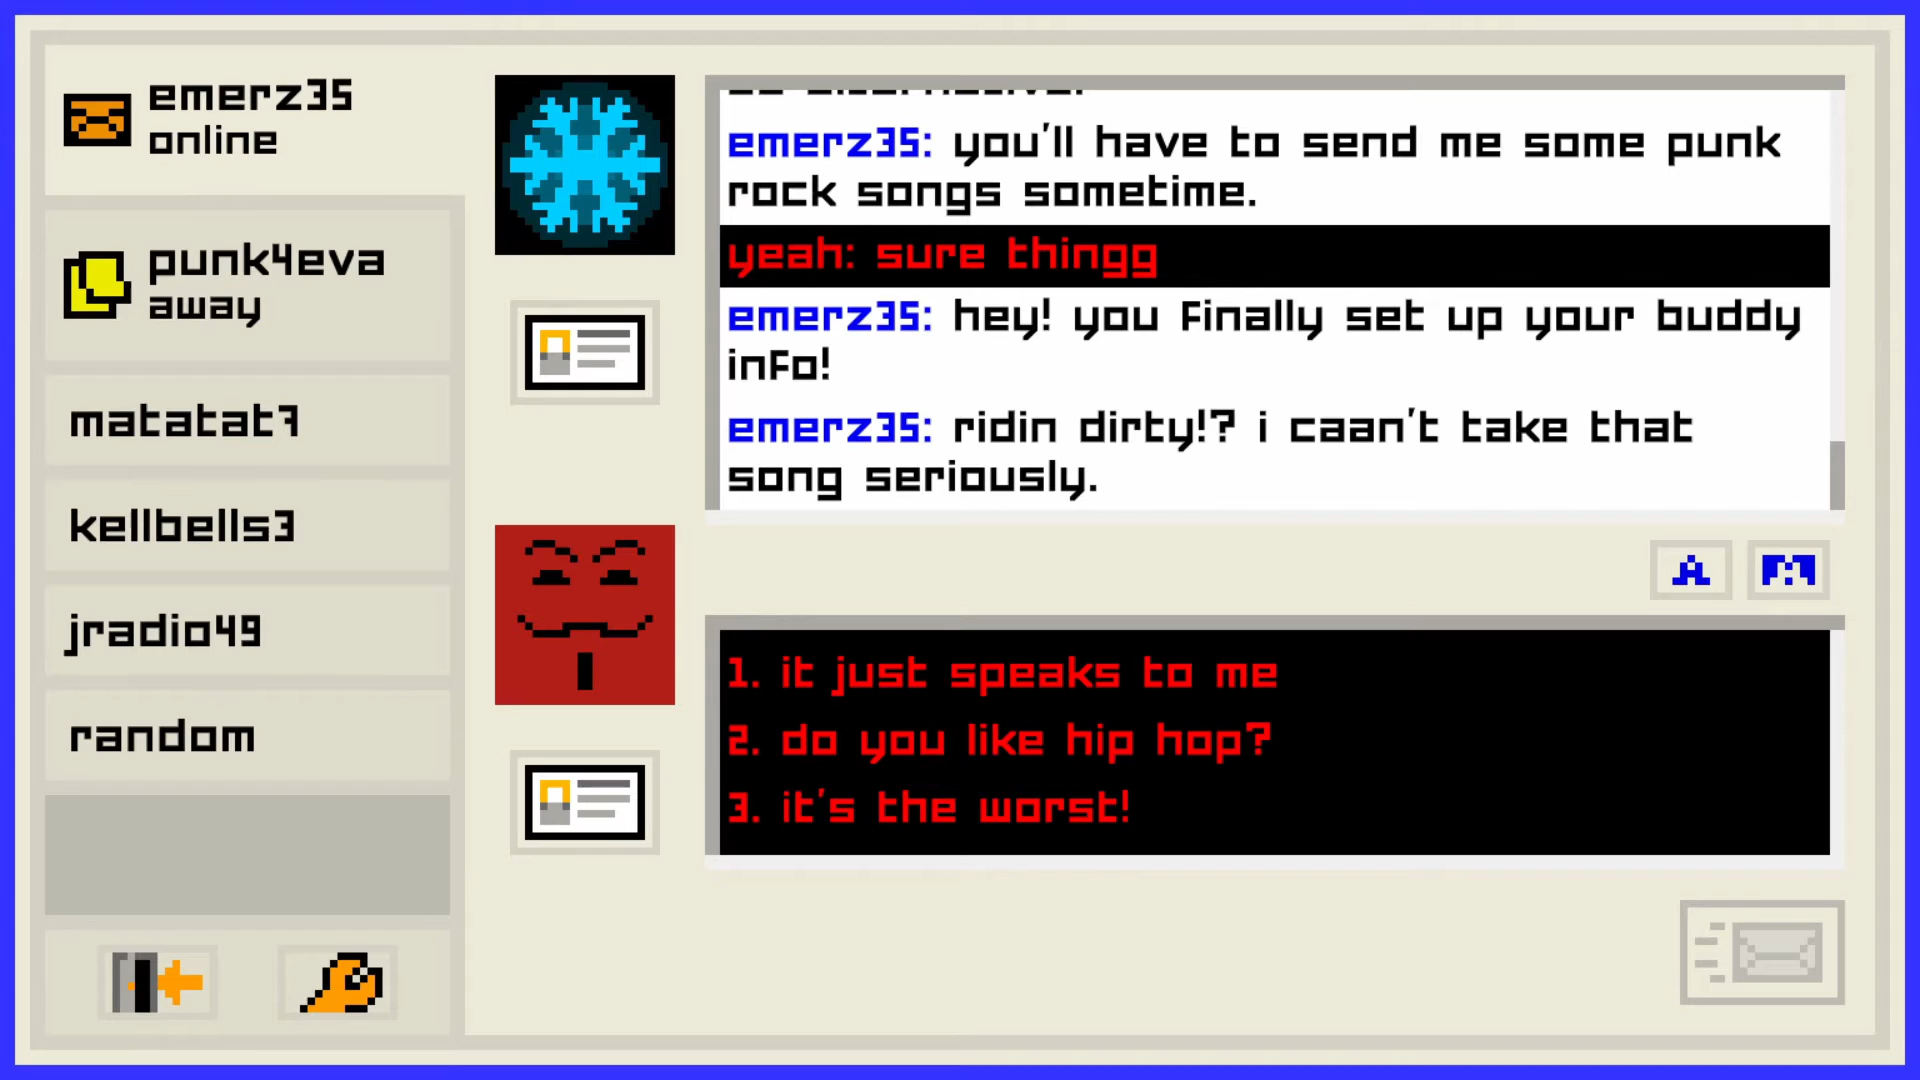 emerz35
online
punk4eva
away
matatat7
kellbells3
jradio49
random
emerz35: you'll have to send me some punk
rock songs sometime.
yeah: sure thingg
emerz35: hey! you finally set up your buddy
info!
emerz35: ridin dirty!? i caan't take that
song seriously.
A M
1. it just speaks to me
2. do you like hip hop?
3. it's the worst!